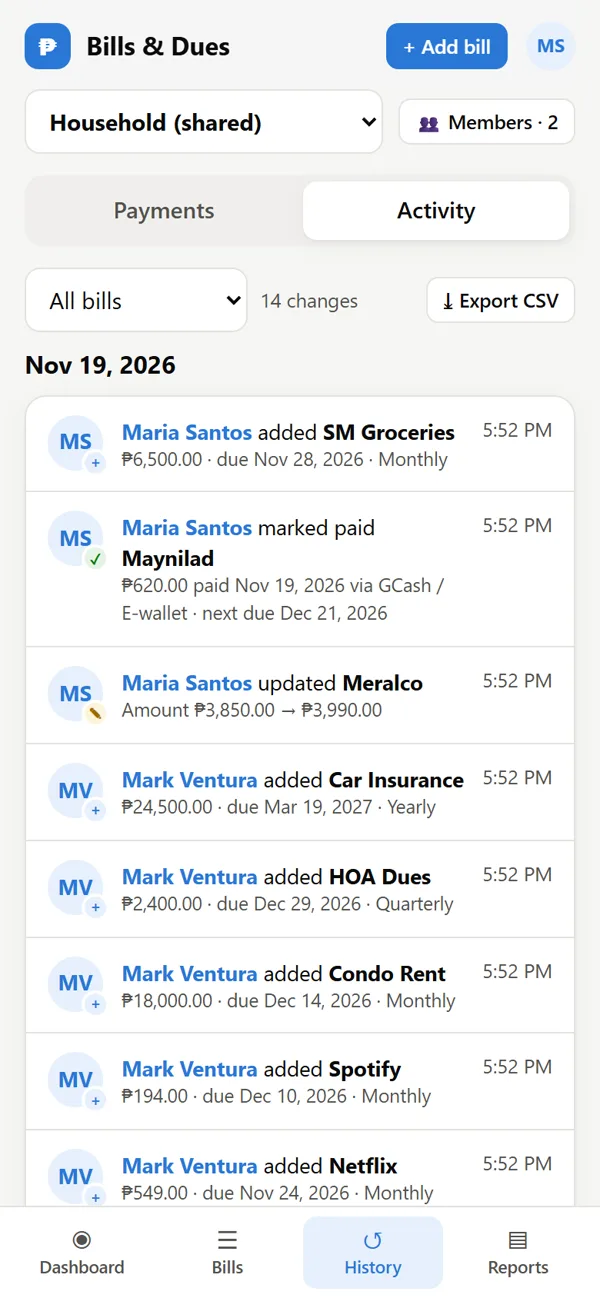 ₱ Bills & Dues + Add bill MS
Household (shared) Members · 2
Payments Activity
All bills 14 changes Export CSV
Nov 19, 2026
MS Maria Santos added SM Groceries 5:52 PM
₱6,500.00 · due Nov 28, 2026 · Monthly
MS Maria Santos marked paid 5:52 PM
Maynilad
₱620.00 paid Nov 19, 2026 via GCash /
E-wallet · next due Dec 21, 2026
MS Maria Santos updated Meralco 5:52 PM
Amount ₱3,850.00 → ₱3,990.00
MV Mark Ventura added Car Insurance 5:52 PM
₱24,500.00 · due Mar 19, 2027 · Yearly
MV Mark Ventura added HOA Dues 5:52 PM
₱2,400.00 · due Dec 29, 2026 · Quarterly
MV Mark Ventura added Condo Rent 5:52 PM
₱18,000.00 · due Dec 14, 2026 · Monthly
MV Mark Ventura added Spotify 5:52 PM
₱194.00 · due Dec 10, 2026 · Monthly
MV Mark Ventura added Netflix 5:52 PM
₱549.00 · due Nov 24, 2026 · Monthly
Dashboard Bills History Reports